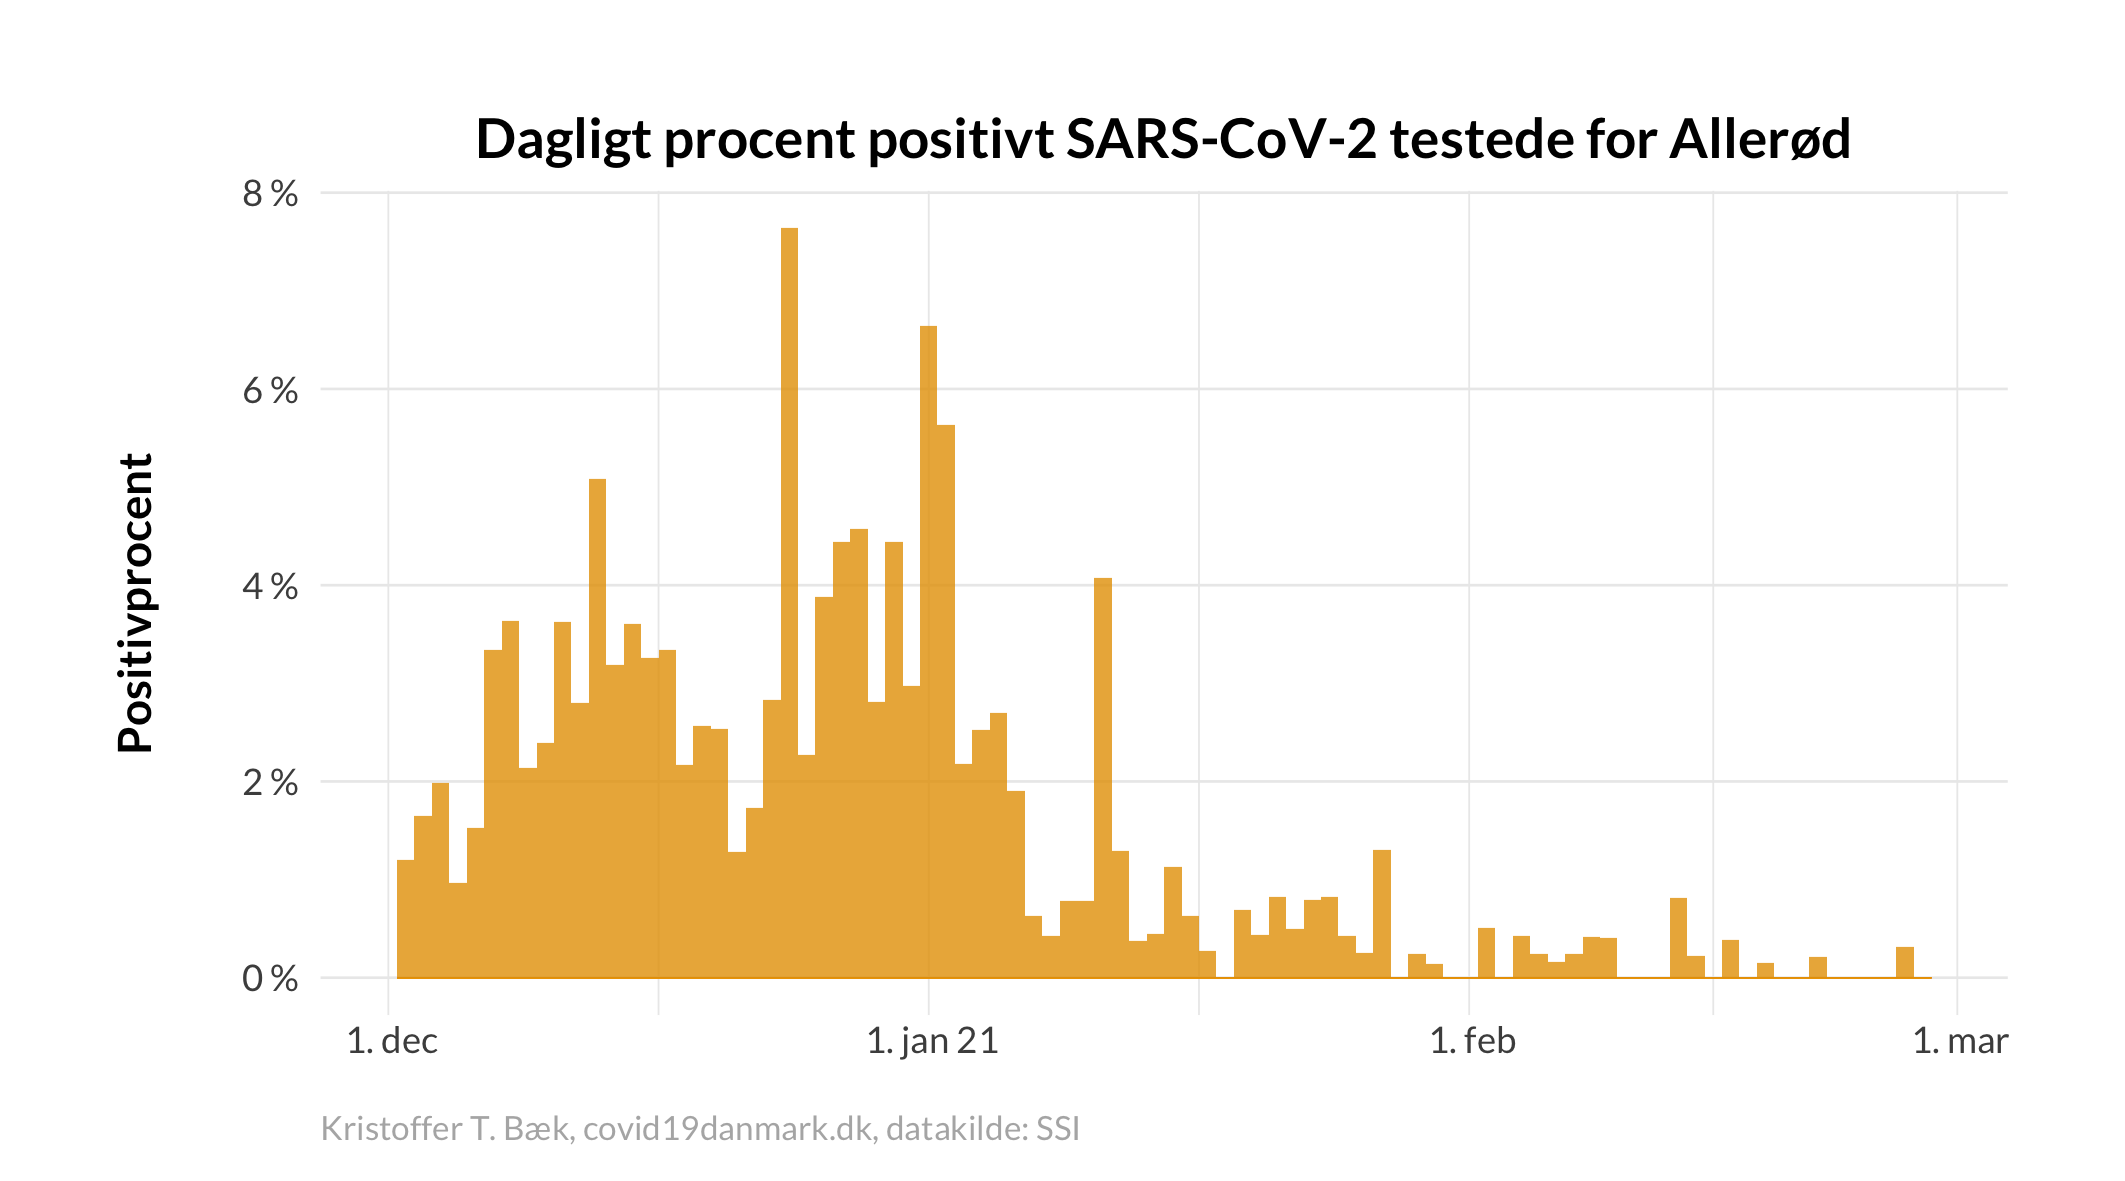 Dagligt procent positivt SARS-CoV-2 testede for Allerød
Positivprocent
8 %
6 %
4 %
2 %
0 %
1. dec
1. jan 21
1. feb
1. mar
Kristoffer T. Bæk, covid19danmark.dk, datakilde: SSI